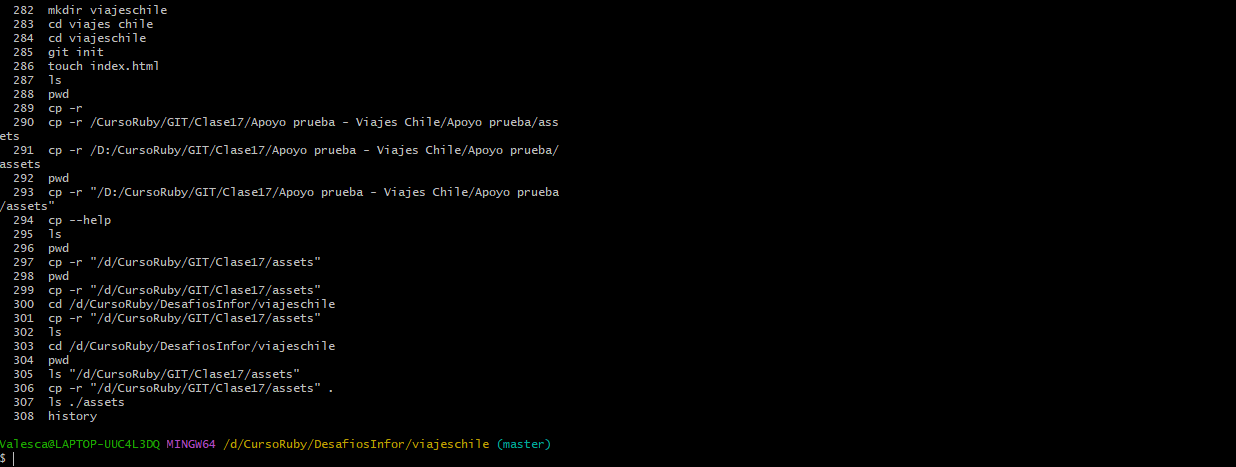 282  mkdir viajeschile
283  cd viajes chile
284  cd viajeschile
285  git init
286  touch index.html
287  ls
288  pwd
289  cp -r
290  cp -r /CursoRuby/GIT/Clase17/Apoyo prueba - Viajes Chile/Apoyo prueba/ass
ets
291  cp -r /D:/CursoRuby/GIT/Clase17/Apoyo prueba - Viajes Chile/Apoyo prueba/
assets
292  pwd
293  cp -r "/D:/CursoRuby/GIT/Clase17/Apoyo prueba - Viajes Chile/Apoyo prueba
/assets"
294  cp --help
295  ls
296  pwd
297  cp -r "/d/CursoRuby/GIT/Clase17/assets"
298  pwd
299  cp -r "/d/CursoRuby/GIT/Clase17/assets"
300  cd /d/CursoRuby/DesafiosInfor/viajeschile
301  cp -r "/d/CursoRuby/GIT/Clase17/assets"
302  ls
303  cd /d/CursoRuby/DesafiosInfor/viajeschile
304  pwd
305  ls "/d/CursoRuby/GIT/Clase17/assets"
306  cp -r "/d/CursoRuby/GIT/Clase17/assets" .
307  ls ./assets
308  history
Valesca@LAPTOP-UUC4L3DQ MINGW64 /d/CursoRuby/DesafiosInfor/viajeschile (master)
$